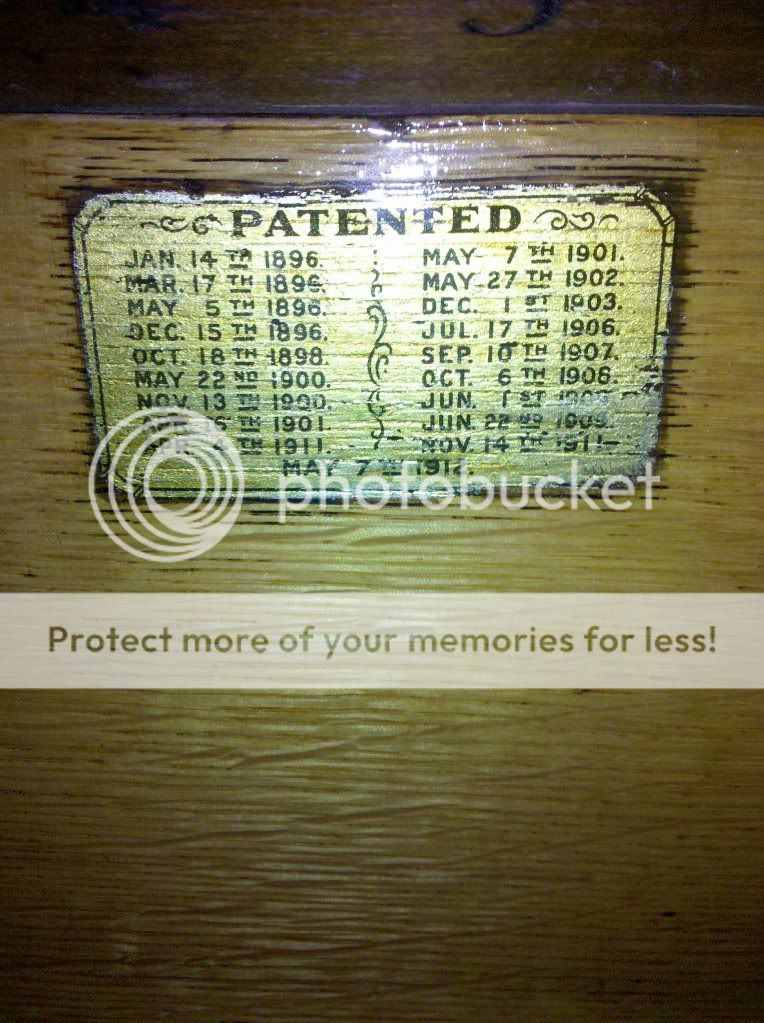 PATENTED
JAN. 14 TH 1896. MAY 7 TH 1901.
MAR. 17 TH 1896. MAY 27 TH 1902.
MAY 5 TH 1896. DEC. 1 ST 1903.
DEC. 15 TH 1896. JUL. 17 TH 1906.
OCT. 18 TH 1898. SEP. 10 TH 1907.
MAY 22 ND 1900. OCT. 6 TH 1908.
NOV. 13 TH 1900. JUN. 1 ST
TH 1901. JUN. 22 ND 1909.
TH 1911. NOV. 14 TH 1911.
MAY 7 TH 1912.
photobucket
Protect more of your memories for less!